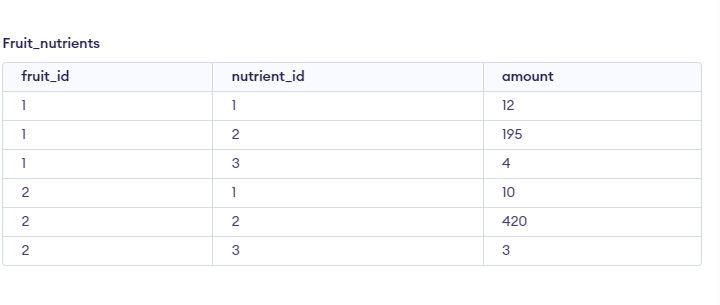 Fruit_nutrients
fruit_id nutrient_id amount
1 1 12
1 2 195
1 3 4
2 1 10
2 2 420
2 3 3